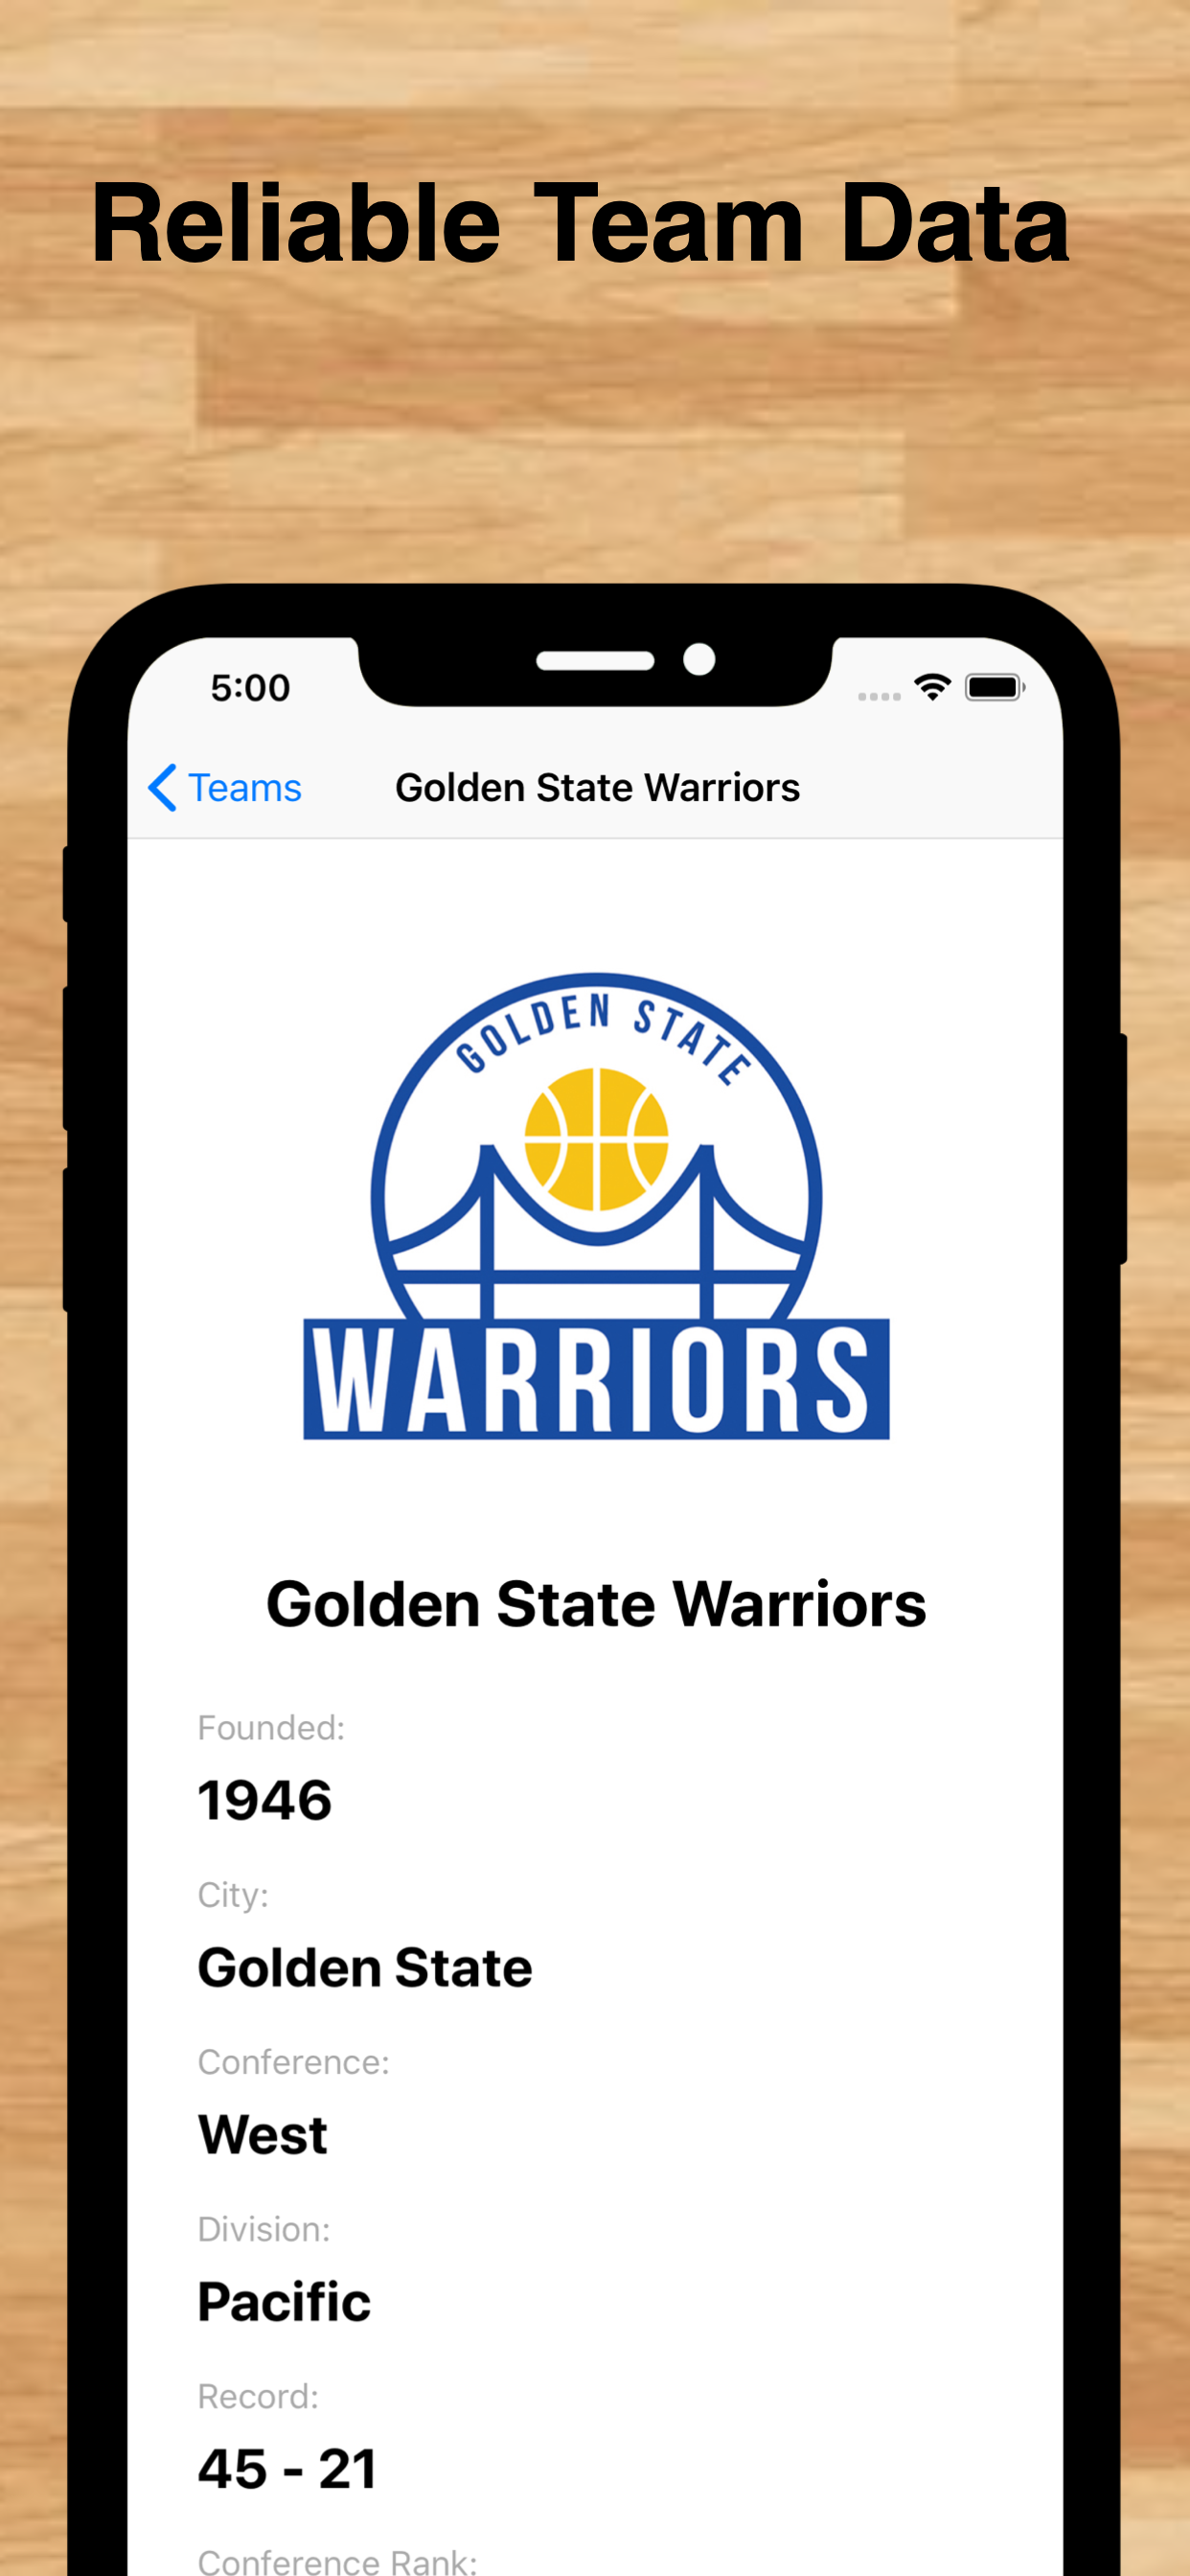 Reliable Team Data
5:00
Teams
Golden State Warriors
GOLDEN STATE
WARRIORS
Golden State Warriors
Founded:
1946
City:
Golden State
Conference:
West
Division:
Pacific
Record:
45 - 21
Conference Rank: